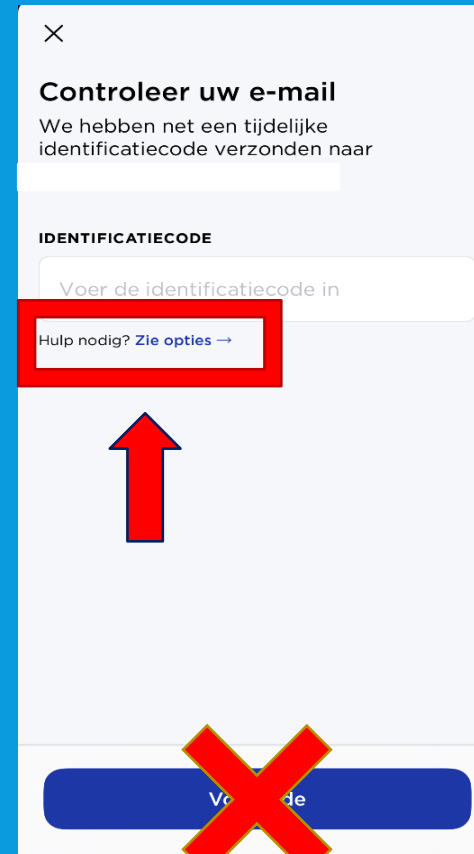 Controleer uw e-mail
We hebben net een tijdelijke
identificatiecode verzonden naar
IDENTIFICATIECODE
Voer de identificatiecode in
Hulp nodig? Zie opties →